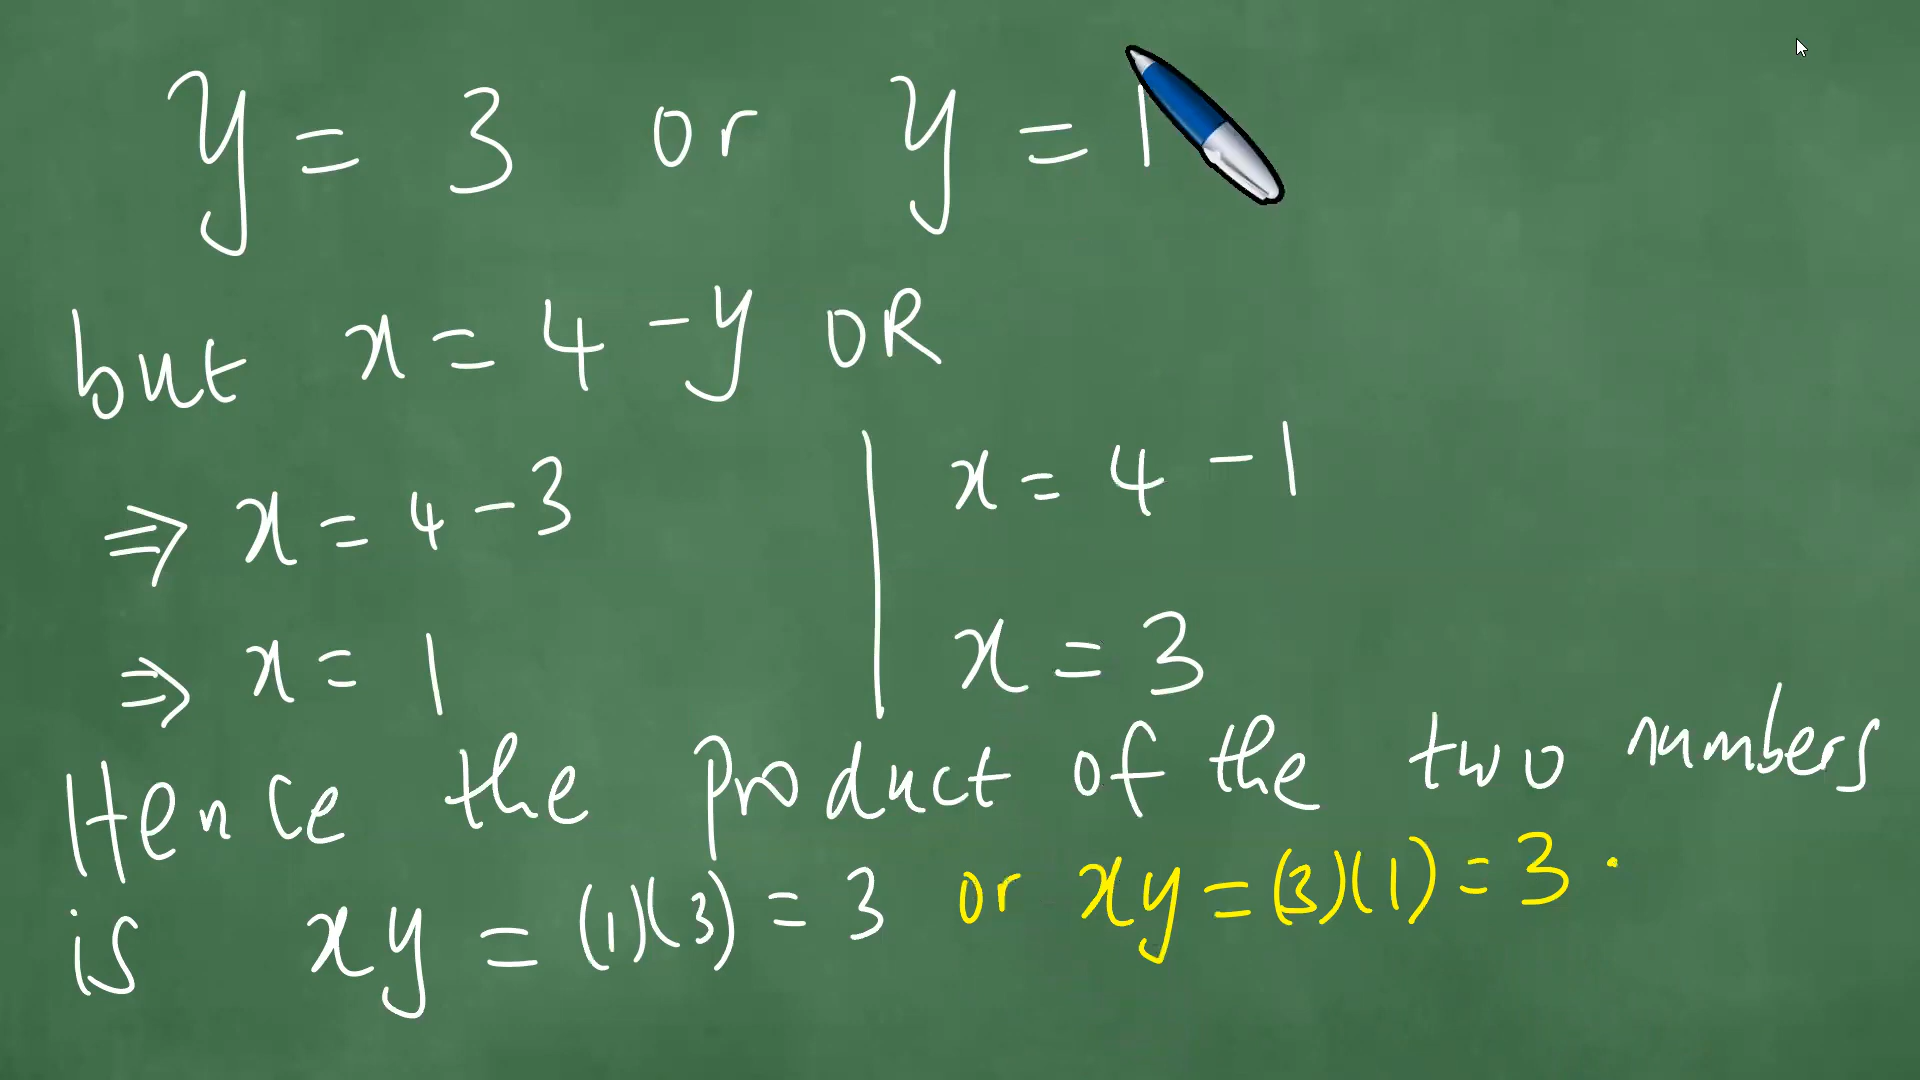 y = 3 or y = 1
but x = 4 - y OR
⇒ x = 4 - 3
x = 4 - 1
⇒ x = 1
x = 3
Hence the product of the two numbers
is xy = (1)(3) = 3 or xy = (3)(1) = 3 .